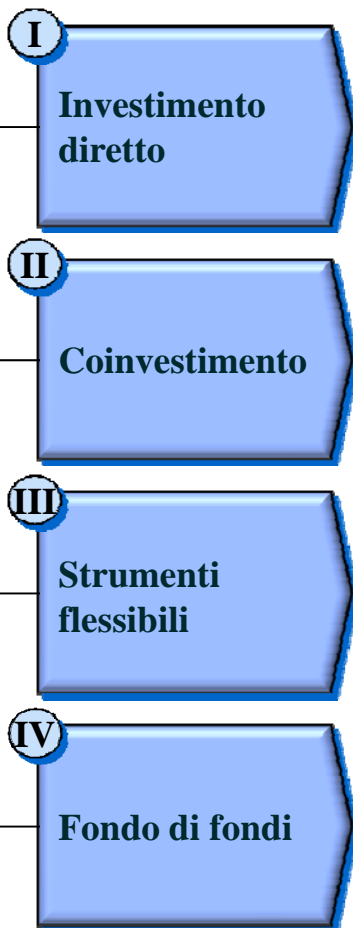 I
Investimento
diretto
II
Coinvestimento
III
Strumenti
flessibili
IV
Fondo di fondi